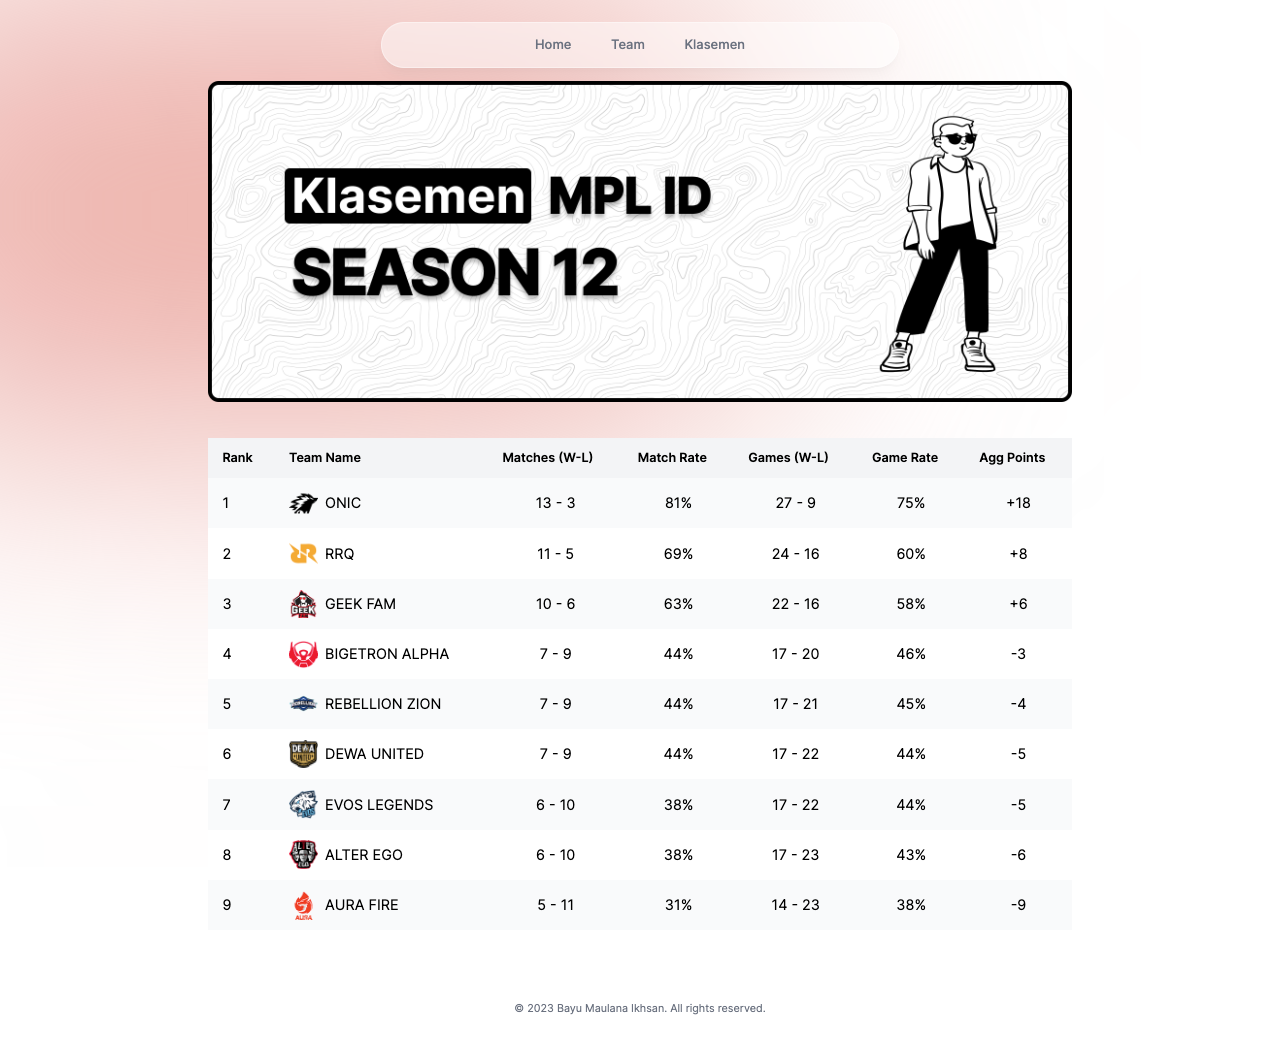 Home Team Klasemen
Klasemen MPL ID
SEASON 12
Rank Team Name Matches (W-L) Match Rate Games (W-L) Game Rate Agg Points
1 ONIC 13 - 3 81% 27 - 9 75% +18
2 RRQ 11 - 5 69% 24 - 16 60% +8
3 GEEK FAM 10 - 6 63% 22 - 16 58% +6
4 BIGETRON ALPHA 7 - 9 44% 17 - 20 46% -3
5 REBELLION ZION 7 - 9 44% 17 - 21 45% -4
6 DEWA UNITED 7 - 9 44% 17 - 22 44% -5
7 EVOS LEGENDS 6 - 10 38% 17 - 22 44% -5
8 ALTER EGO 6 - 10 38% 17 - 23 43% -6
9 AURA FIRE 5 - 11 31% 14 - 23 38% -9
© 2023 Bayu Maulana Ikhsan. All rights reserved.